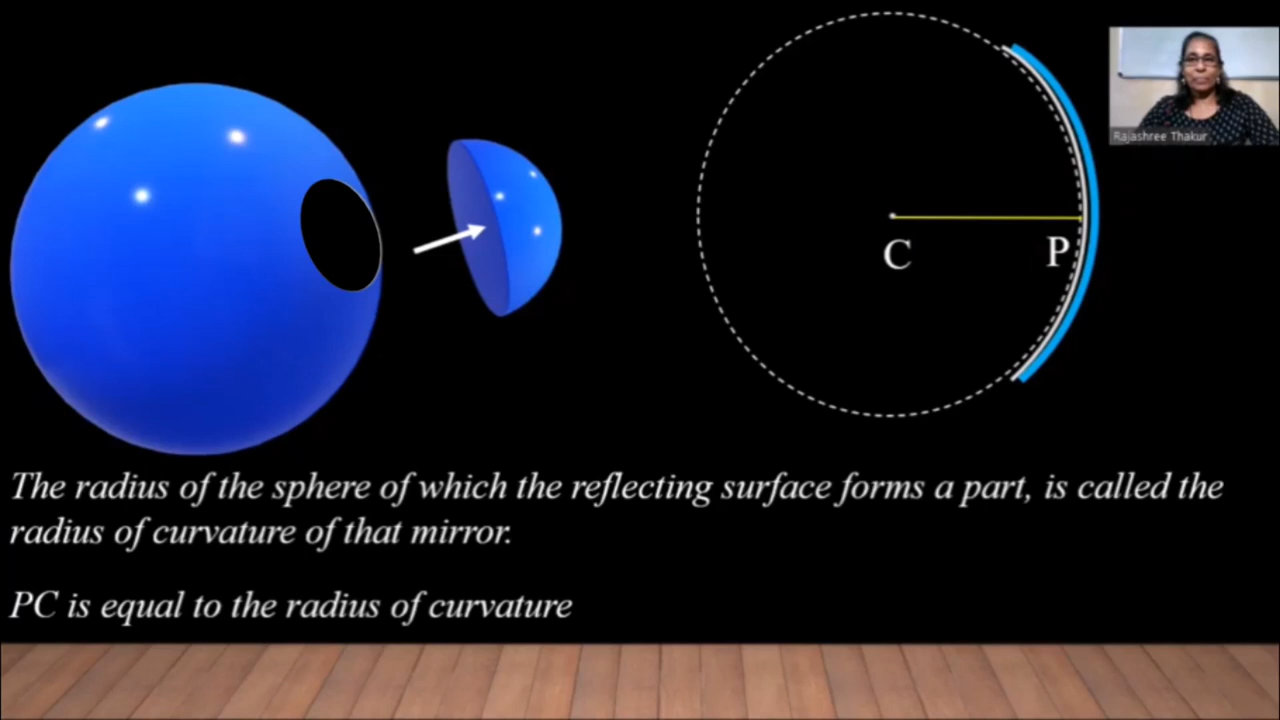 C
P
Rajashree Thakur
The radius of the sphere of which the reflecting surface forms a part, is called the
radius of curvature of that mirror.
PC is equal to the radius of curvature